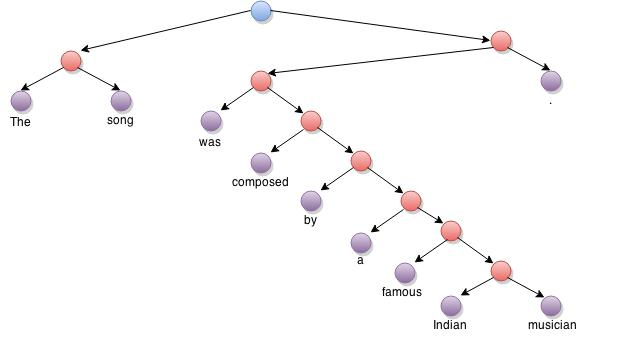 The
song
was
composed
by
a
famous
Indian
musician
.